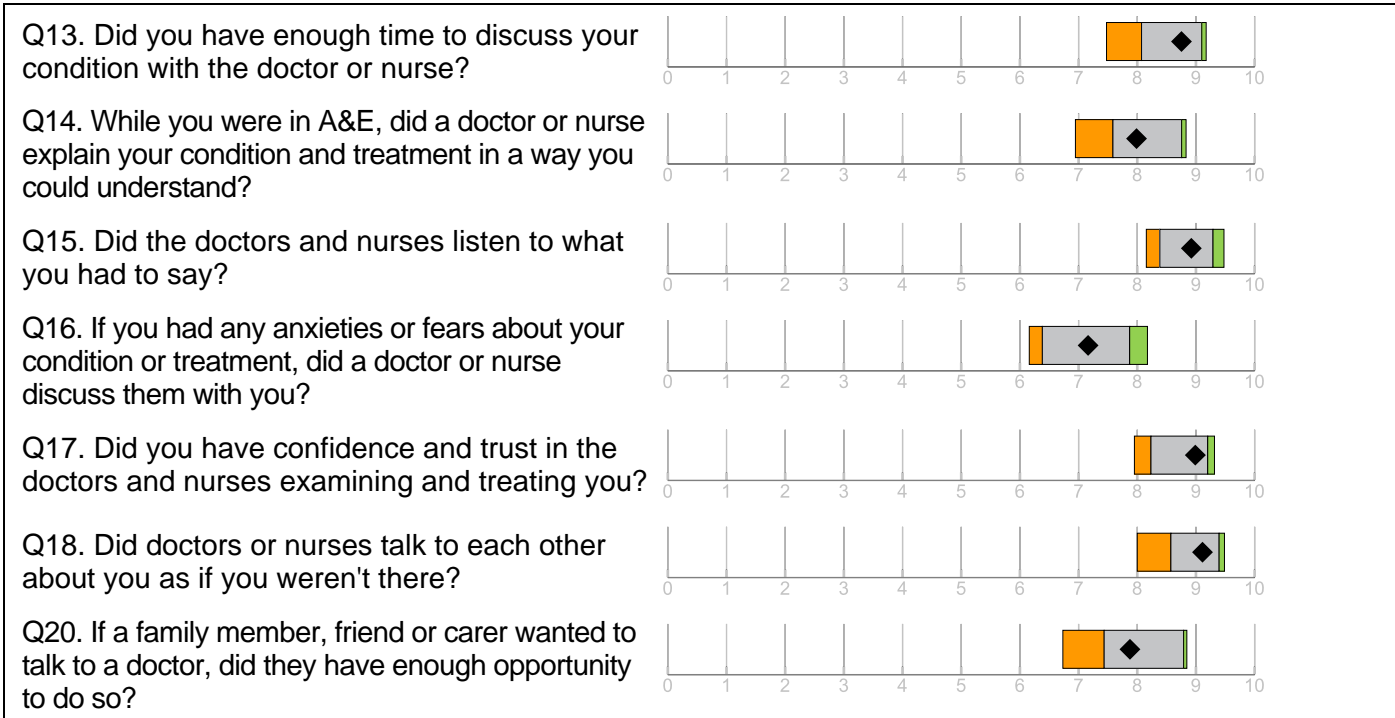 Q13. Did you have enough time to discuss your
condition with the doctor or nurse?
0 1 2 3 4 5 6 7 8 9 10
Q14. While you were in A&E, did a doctor or nurse
explain your condition and treatment in a way you
could understand?
0 1 2 3 4 5 6 7 8 9 10
Q15. Did the doctors and nurses listen to what
you had to say?
0 1 2 3 4 5 6 7 8 9 10
Q16. If you had any anxieties or fears about your
condition or treatment, did a doctor or nurse
discuss them with you?
0 1 2 3 4 5 6 7 8 9 10
Q17. Did you have confidence and trust in the
doctors and nurses examining and treating you?
0 1 2 3 4 5 6 7 8 9 10
Q18. Did doctors or nurses talk to each other
about you as if you weren't there?
0 1 2 3 4 5 6 7 8 9 10
Q20. If a family member, friend or carer wanted to
talk to a doctor, did they have enough opportunity
to do so?
0 1 2 3 4 5 6 7 8 9 10